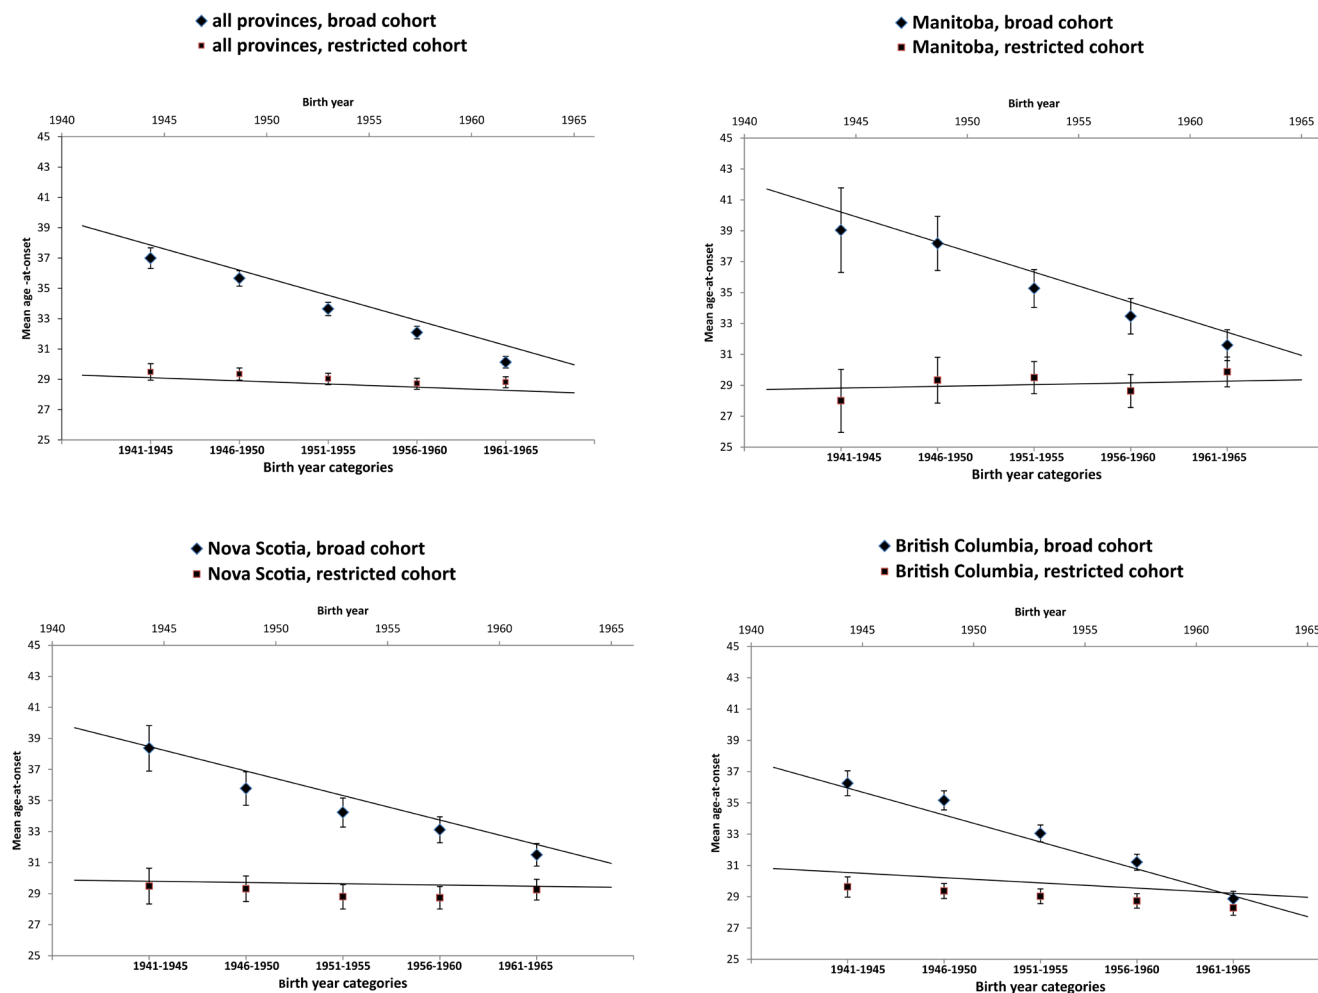 all provinces, broad cohort
all provinces, restricted cohort
Birth year
1940 1945 1950 1955 1960 1965
45
43
41
39
37
35
33
31
29
27
25
Mean age -at-onset
1941-1945 1946-1950 1951-1955 1956-1960 1961-1965
Birth year categories
Manitoba, broad cohort
Manitoba, restricted cohort
Birth year
1940 1945 1950 1955 1960 1965
45
43
41
39
37
35
33
31
29
27
25
Mean age-at-onset
1941-1945 1946-1950 1951-1955 1956-1960 1961-1965
Birth year categories
Nova Scotia, broad cohort
Nova Scotia, restricted cohort
Birth year
1940 1945 1950 1955 1960 1965
45
43
41
39
37
35
33
31
29
27
25
Mean age-at-onset
1941-1945 1946-1950 1951-1955 1956-1960 1961-1965
Birth year categories
British Columbia, broad cohort
British Columbia, restricted cohort
Birth year
1940 1945 1950 1955 1960 1965
45
43
41
39
37
35
33
31
29
27
25
Mean age-at-onset
1941-1945 1946-1950 1951-1955 1956-1960 1961-1965
Birth year categories